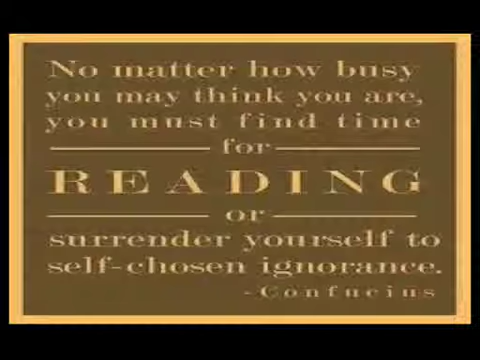 No matter how busy
you may think you are,
you must find time
for
READING
or
surrender yourself to
self-chosen ignorance.
-Confucius